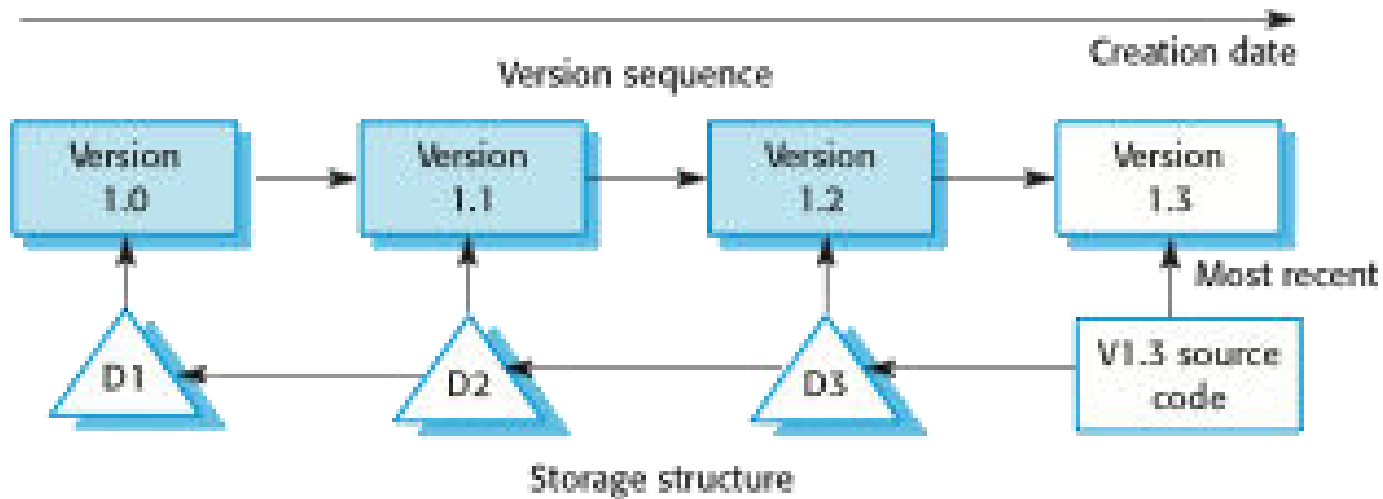 Creation date
Version sequence
Version
1.0
Version
1.1
Version
1.2
Version
1.3
Most recent
D1
D2
D3
V1.3 source
code
Storage structure